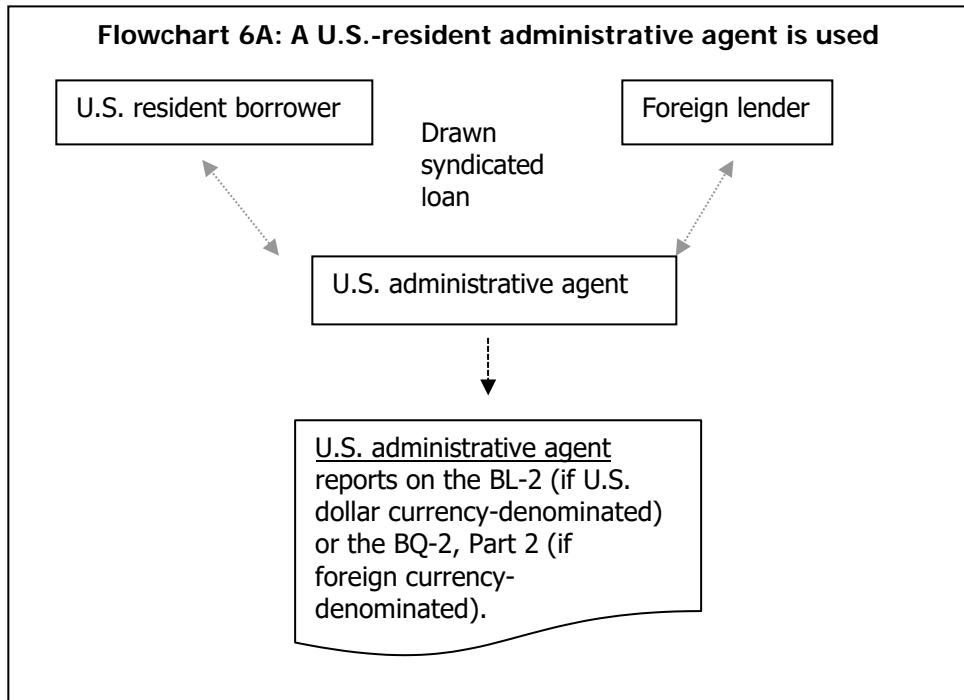 Flowchart 6A: A U.S.-resident administrative agent is used
U.S. resident borrower
Foreign lender
Drawn
syndicated
loan
U.S. administrative agent
U.S. administrative agent
reports on the BL-2 (if U.S.
dollar currency-denominated)
or the BQ-2, Part 2 (if
foreign currency-
denominated).